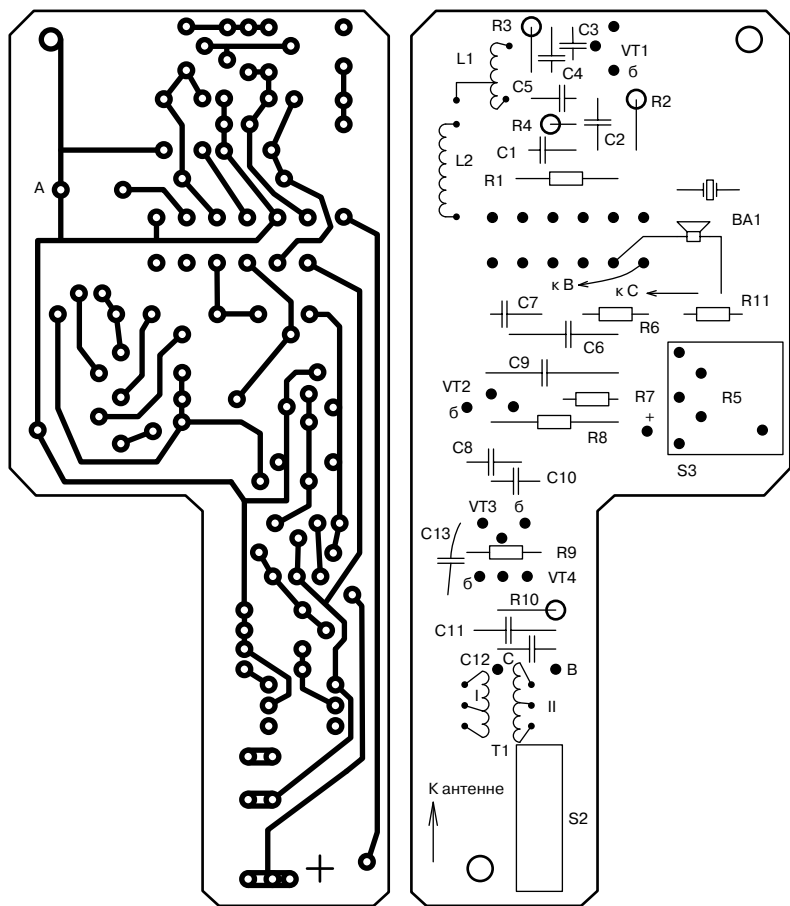 А
R3
C3
VT1
б
L1
C5
C4
R2
R4
C2
C1
L2
R1
BA1
к В
к С
R11
C7
R6
C6
C9
VT2
б
R7
R5
+
R8
S3
C8
C10
VT3
б
C13
R9
б
VT4
R10
C11
C12
С
В
I
II
T1
К антенне
S2
+